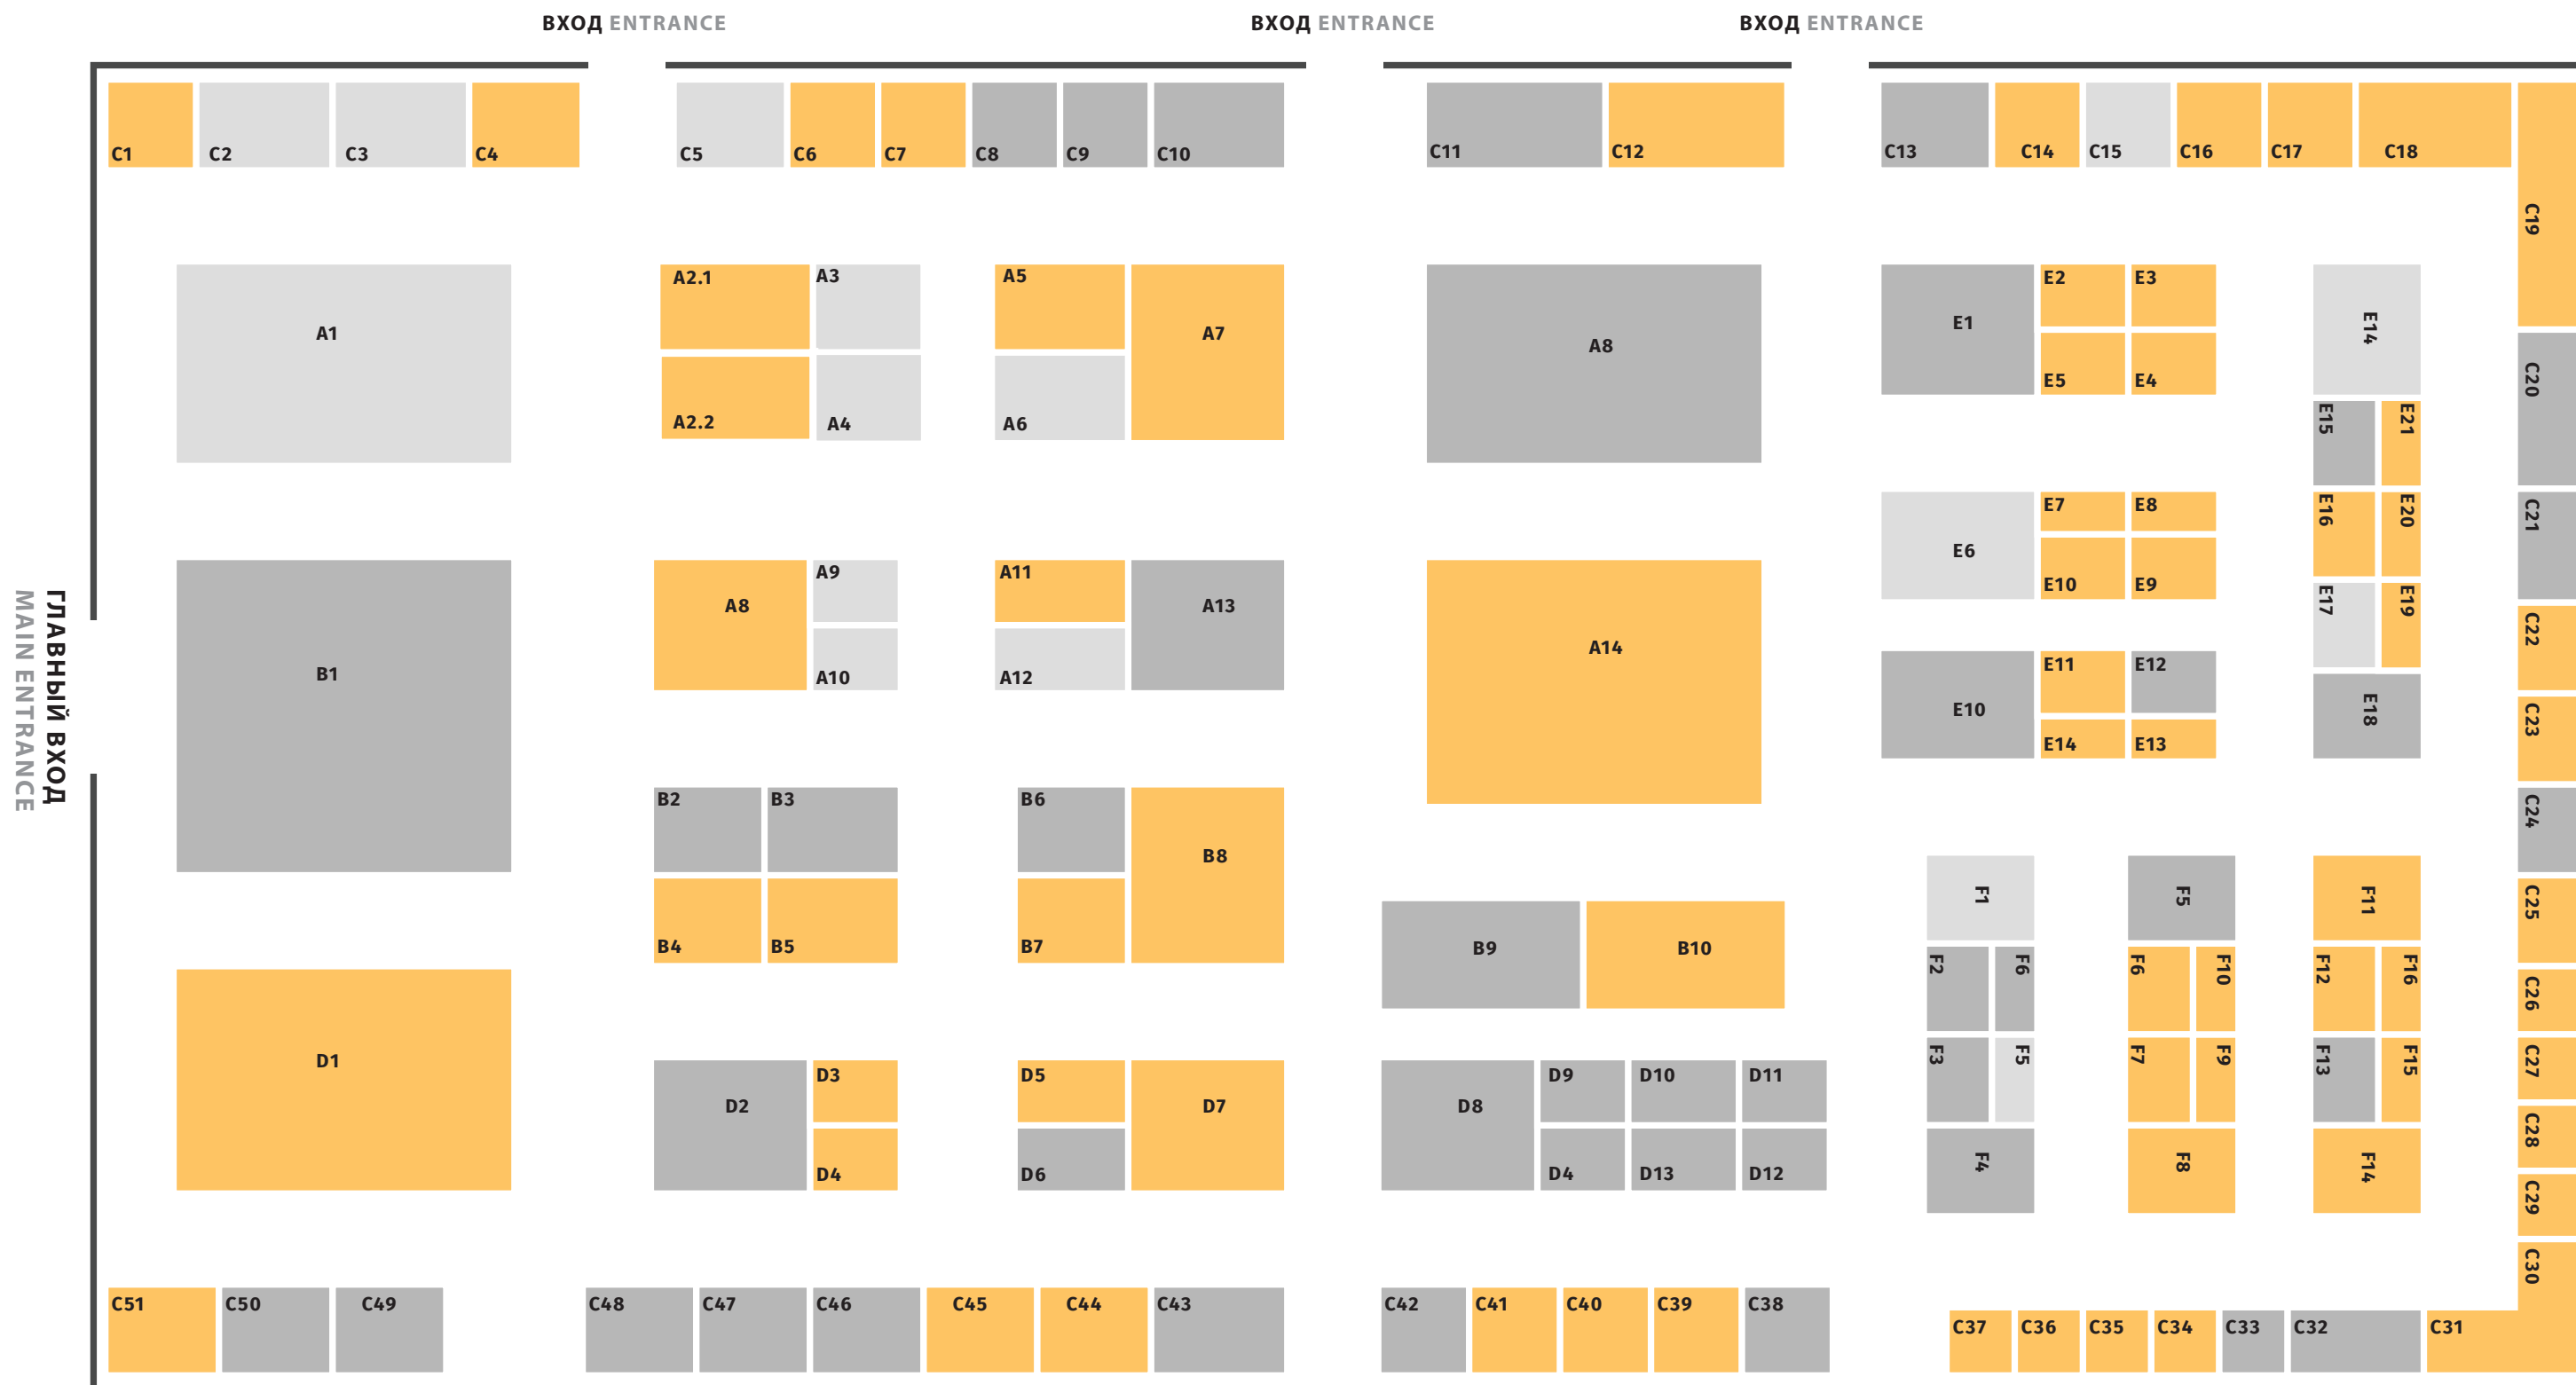 ВХОД ENTRANCE
ВХОД ENTRANCE
ВХОД ENTRANCE
C1
C2
C3
C4
C5
C6
C7
C8
C9
C10
C11
C12
C13
C14
C15
C16
C17
C18
C19
A1
A2.1
A3
A5
A7
A8
E1
E2
E3
E14
A2.2
A4
A6
E5
E4
C20
E15
E21
ГЛАВНЫЙ ВХОД
MAIN ENTRANCE
B1
A8
A9
A11
A13
A14
E6
E7
E8
E16
E20
C21
A10
A12
E10
E9
E17
E19
C22
E10
E11
E12
E18
C23
E14
E13
B2
B3
B6
B8
C24
B4
B5
B7
B9
B10
F1
F5
F11
C25
F2
F6
F6
F10
F12
F16
C26
D1
D2
D3
D5
D7
D8
D9
D10
D11
F3
F5
F7
F9
F13
F15
C27
D4
D6
D4
D13
D12
F4
F8
F14
C28
C29
C30
C51
C50
C49
C48
C47
C46
C45
C44
C43
C42
C41
C40
C39
C38
C37
C36
C35
C34
C33
C32
C31